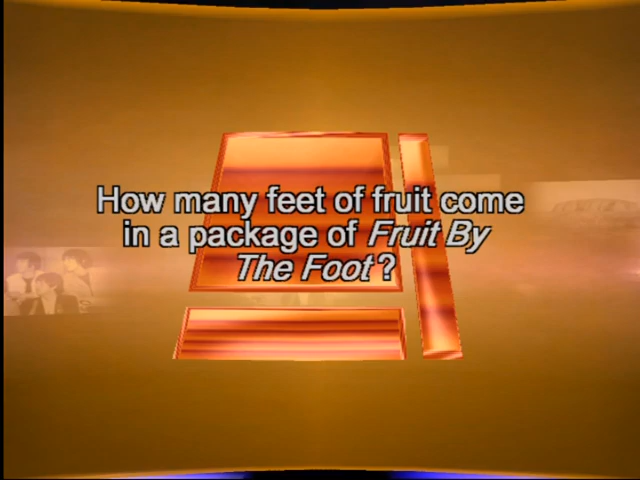 How many feet of fruit come
in a package of Fruit By
The Foot?